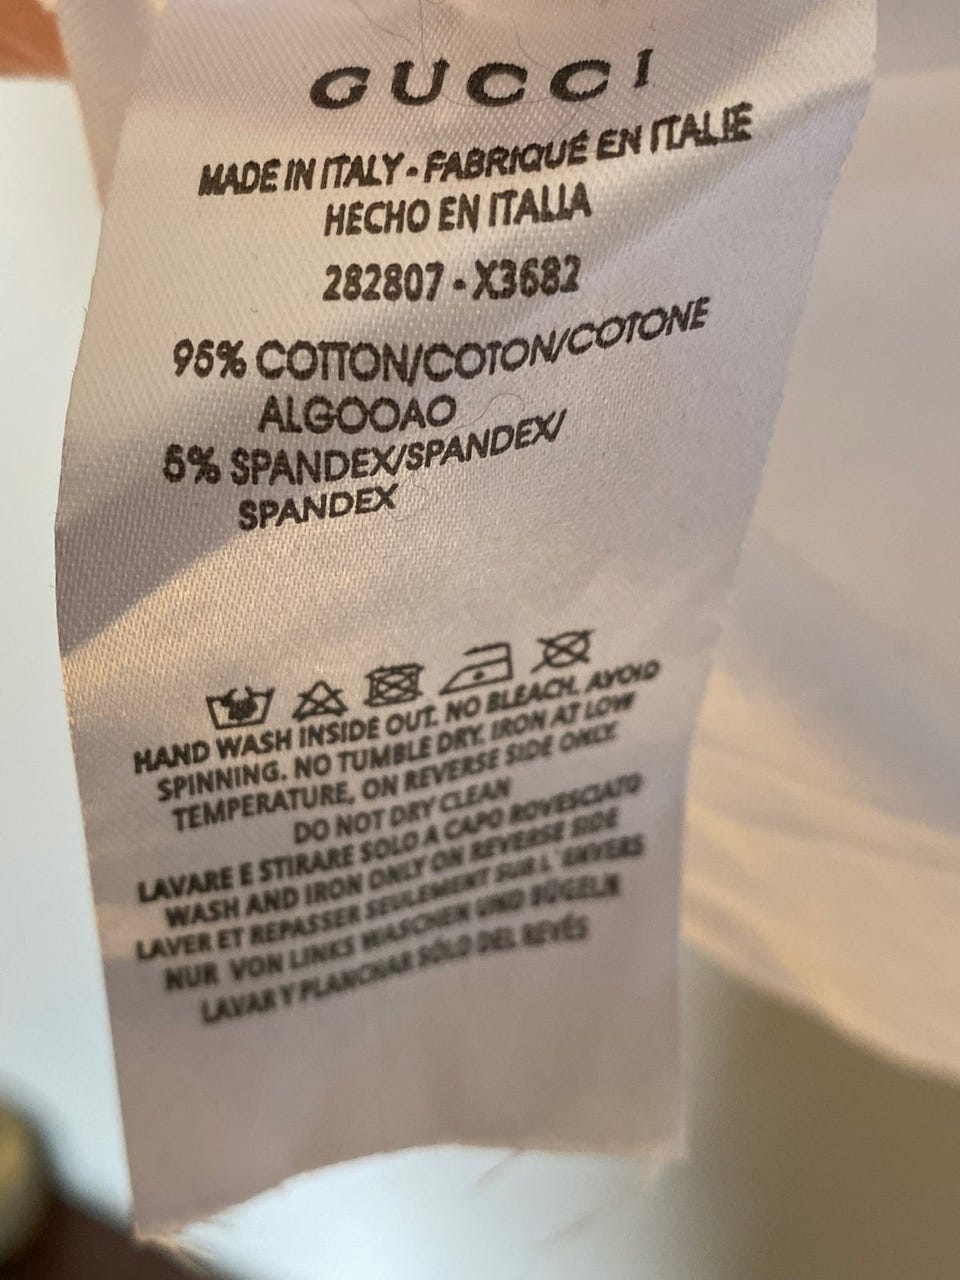 GUCCI
MADE IN ITALY - FABRIQUÉ EN ITALIE
HECHO EN ITALIA
282807 - X3682
95% COTTON/COTON/COTONE
ALGOOAO
5% SPANDEX/SPANDEX/
SPANDEX
HAND WASH INSIDE OUT. NO BLEACH. AVOID
SPINNING. NO TUMBLE DRY. IRON AT LOW
TEMPERATURE, ON REVERSE SIDE ONLY.
DO NOT DRY CLEAN
LAVARE E STIRARE SOLO A CAPO ROVESCIATO
WASH AND IRON ONLY ON REVERSE SIDE
LAVER ET REPASSER SEULEMENT SUR L'ENVERS
NUR VON LINKS WASCHEN UND BÜGELN
LAVAR Y PLANCHAR SÓLO DEL REVÉS